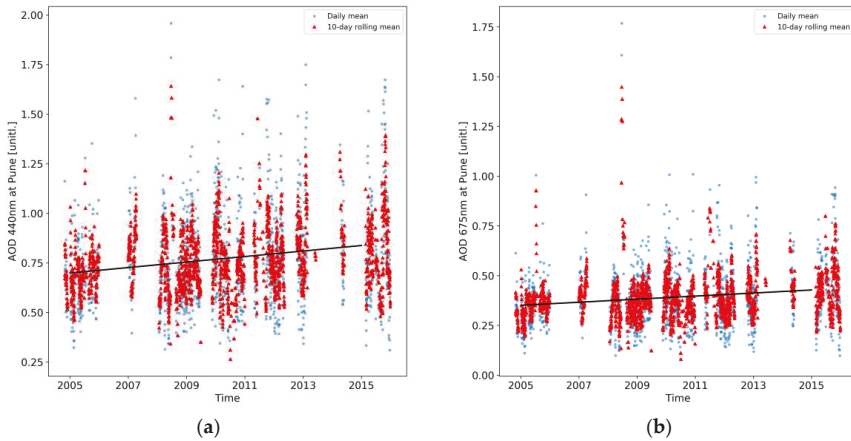 2.00
1.75
1.50
1.25
1.00
0.75
0.50
0.25
AOD 440nm at Pune [unitl.]
Daily mean
10-day rolling mean
2005
2007
2009
2011
2013
2015
Time
(a)
1.75
1.50
1.25
1.00
0.75
0.50
0.25
0.00
AOD 675nm at Pune [unitl.]
Daily mean
10-day rolling mean
2005
2007
2009
2011
2013
2015
Time
(b)